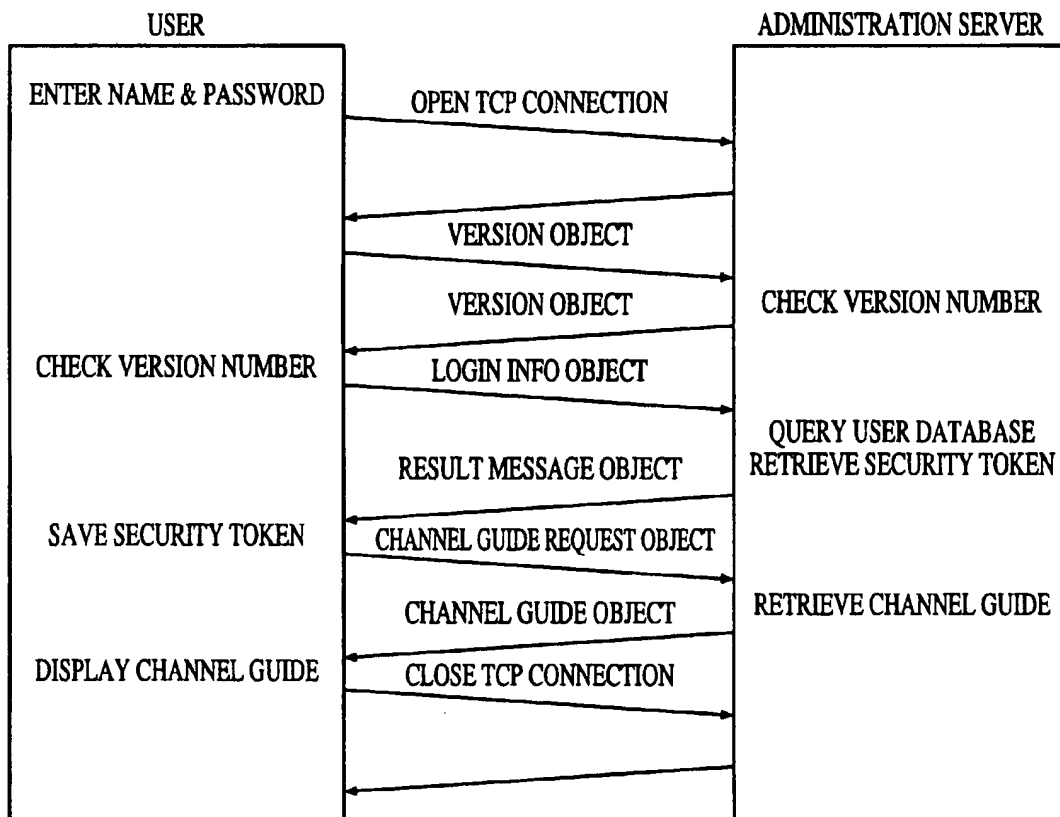 USER
ADMINISTRATION SERVER
ENTER NAME & PASSWORD
OPEN TCP CONNECTION
VERSION OBJECT
VERSION OBJECT
CHECK VERSION NUMBER
CHECK VERSION NUMBER
LOGIN INFO OBJECT
QUERY USER DATABASE
RETRIEVE SECURITY TOKEN
RESULT MESSAGE OBJECT
SAVE SECURITY TOKEN
CHANNEL GUIDE REQUEST OBJECT
RETRIEVE CHANNEL GUIDE
CHANNEL GUIDE OBJECT
DISPLAY CHANNEL GUIDE
CLOSE TCP CONNECTION